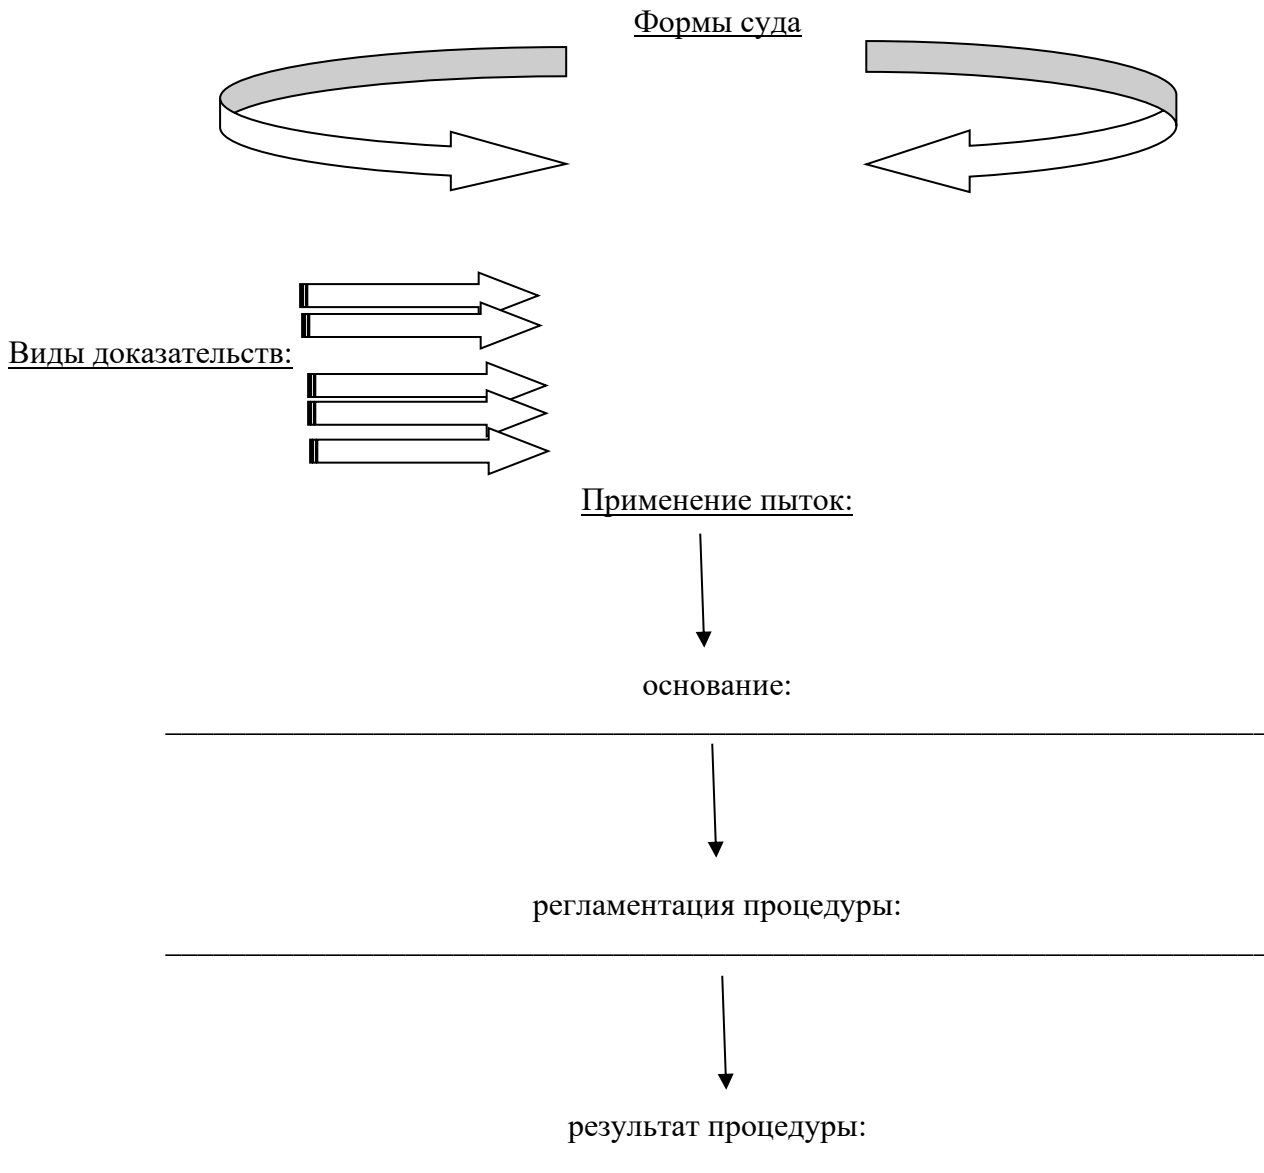 Формы суда
Виды доказательств:
Применение пыток:
основание:
регламентация процедуры:
результат процедуры: